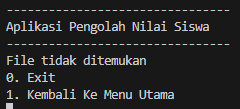 -------------------------------
Aplikasi Pengolah Nilai Siswa
-------------------------------
File tidak ditemukan
0. Exit
1. Kembali Ke Menu Utama